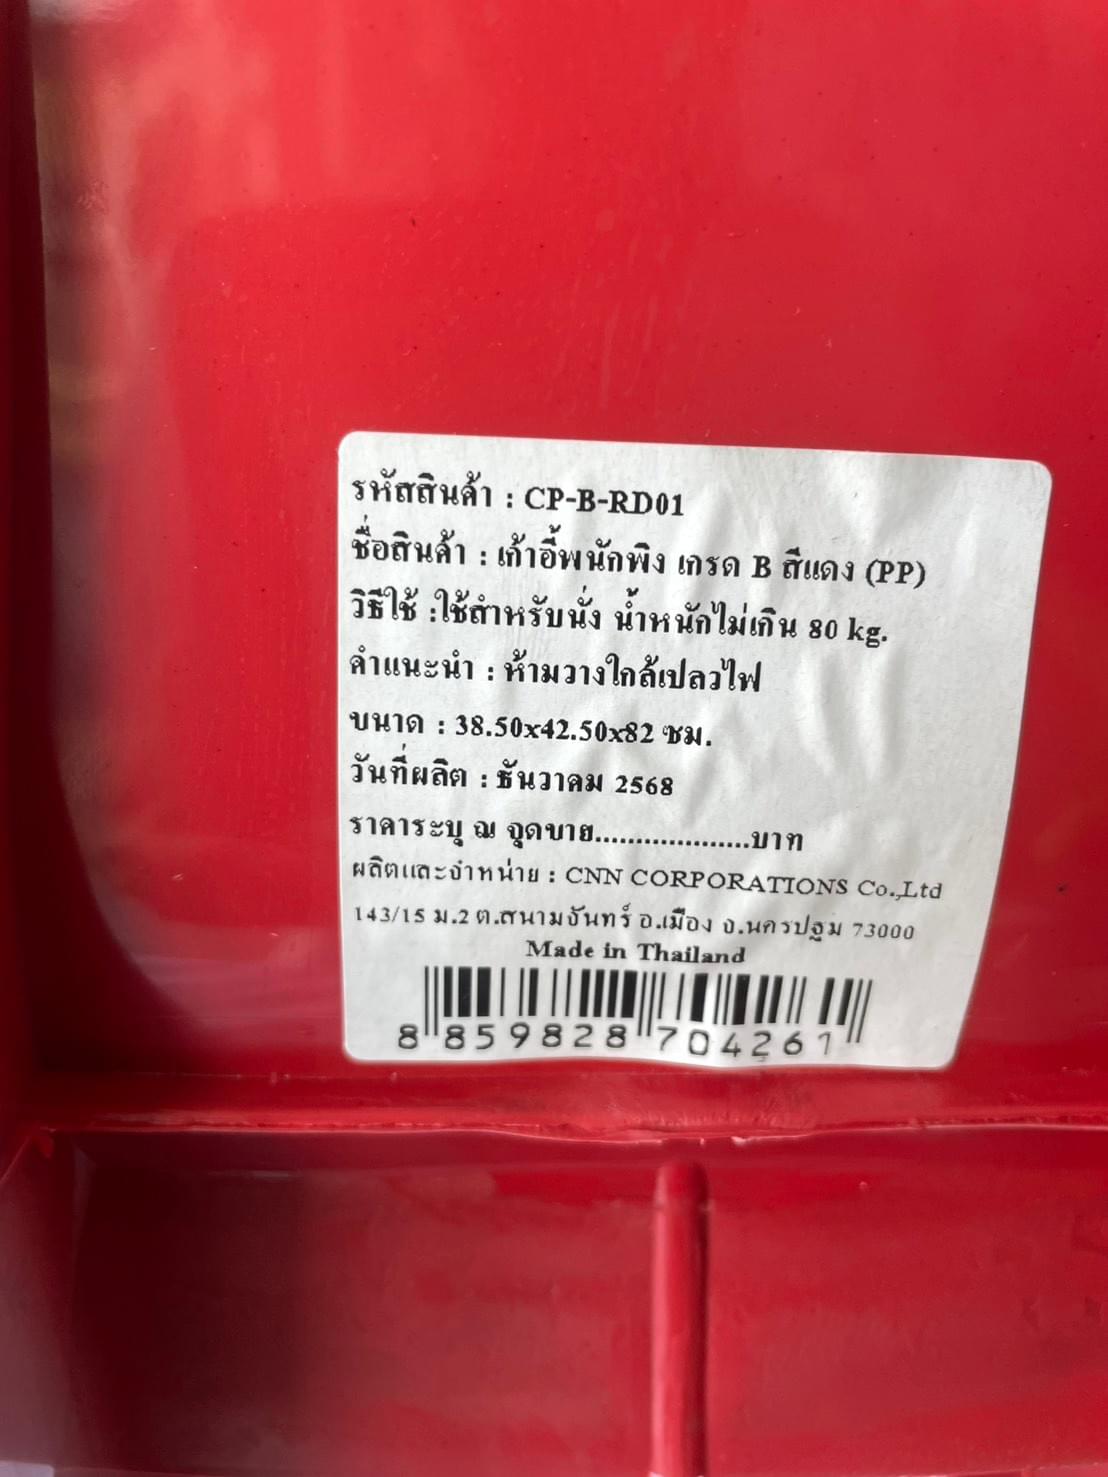 รหัสสินค้า : CP-B-RD01
ชื่อสินค้า : เก้าอี้พนักพิง เกรด B สีแดง (PP)
วิธีใช้ :ใช้สำหรับนั่ง น้ำหนักไม่เกิน 80 kg.
คำแนะนำ : ห้ามวางใกล้เปลวไฟ
ขนาด : 38.50x42.50x82 ซม.
วันที่ผลิต : ธันวาคม 2568
ราคาระบุ ณ จุดขาย...................บาท
ผลิตและจำหน่าย : CNN CORPORATIONS Co.,Ltd
143/15 ม.2 ต.สนามจันทร์ อ.เมือง จ.นครปฐม 73000
Made in Thailand
8 859828 704261